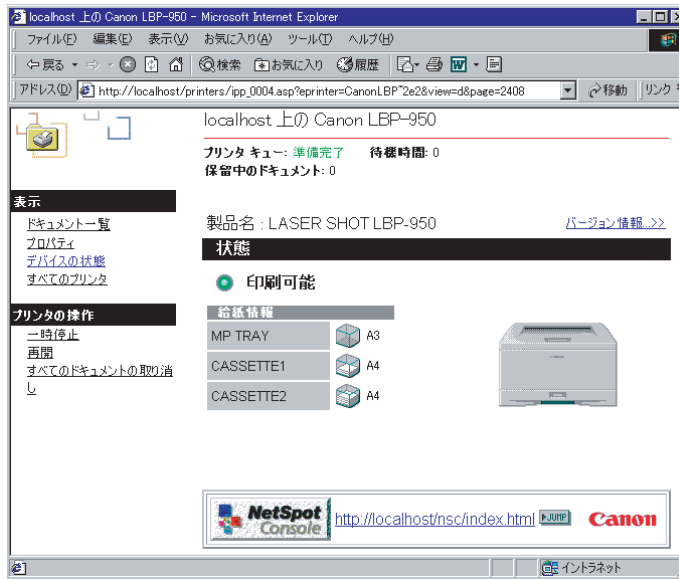 localhost 上の Canon LBP-950 - Microsoft Internet Explorer
ファイル(F) 編集(E) 表示(V) お気に入り(A) ツール(T) ヘルプ(H)
戻る 検索 お気に入り 履歴
アドレス(D) http://localhost/printers/ipp_0004.asp?eprinter=CanonLBP~2e2&view=d&page=2408 移動 リンク
localhost 上の Canon LBP-950
プリンタ キュー: 準備完了 待機時間: 0
保留中のドキュメント: 0
表示
ドキュメント一覧
プロパティ
デバイスの状態
すべてのプリンタ
プリンタの操作
一時停止
再開
すべてのドキュメントの取り消
し
製品名 : LASER SHOT LBP-950 バージョン情報...>>
状態
印刷可能
給紙情報
MP TRAY A3
CASSETTE1 A4
CASSETTE2 A4
NetSpot
Console
http://localhost/nsc/index.html JUMP Canon
イントラネット